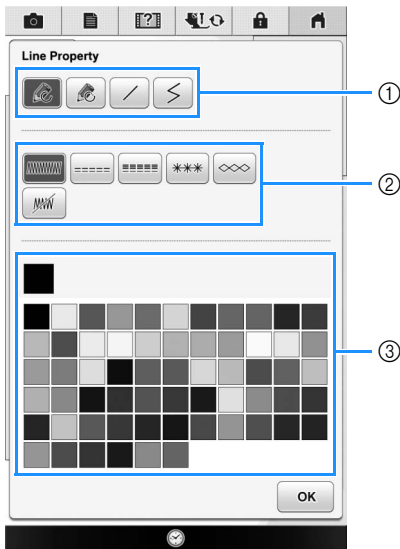 [?]
Line Property
①
②
③
OK